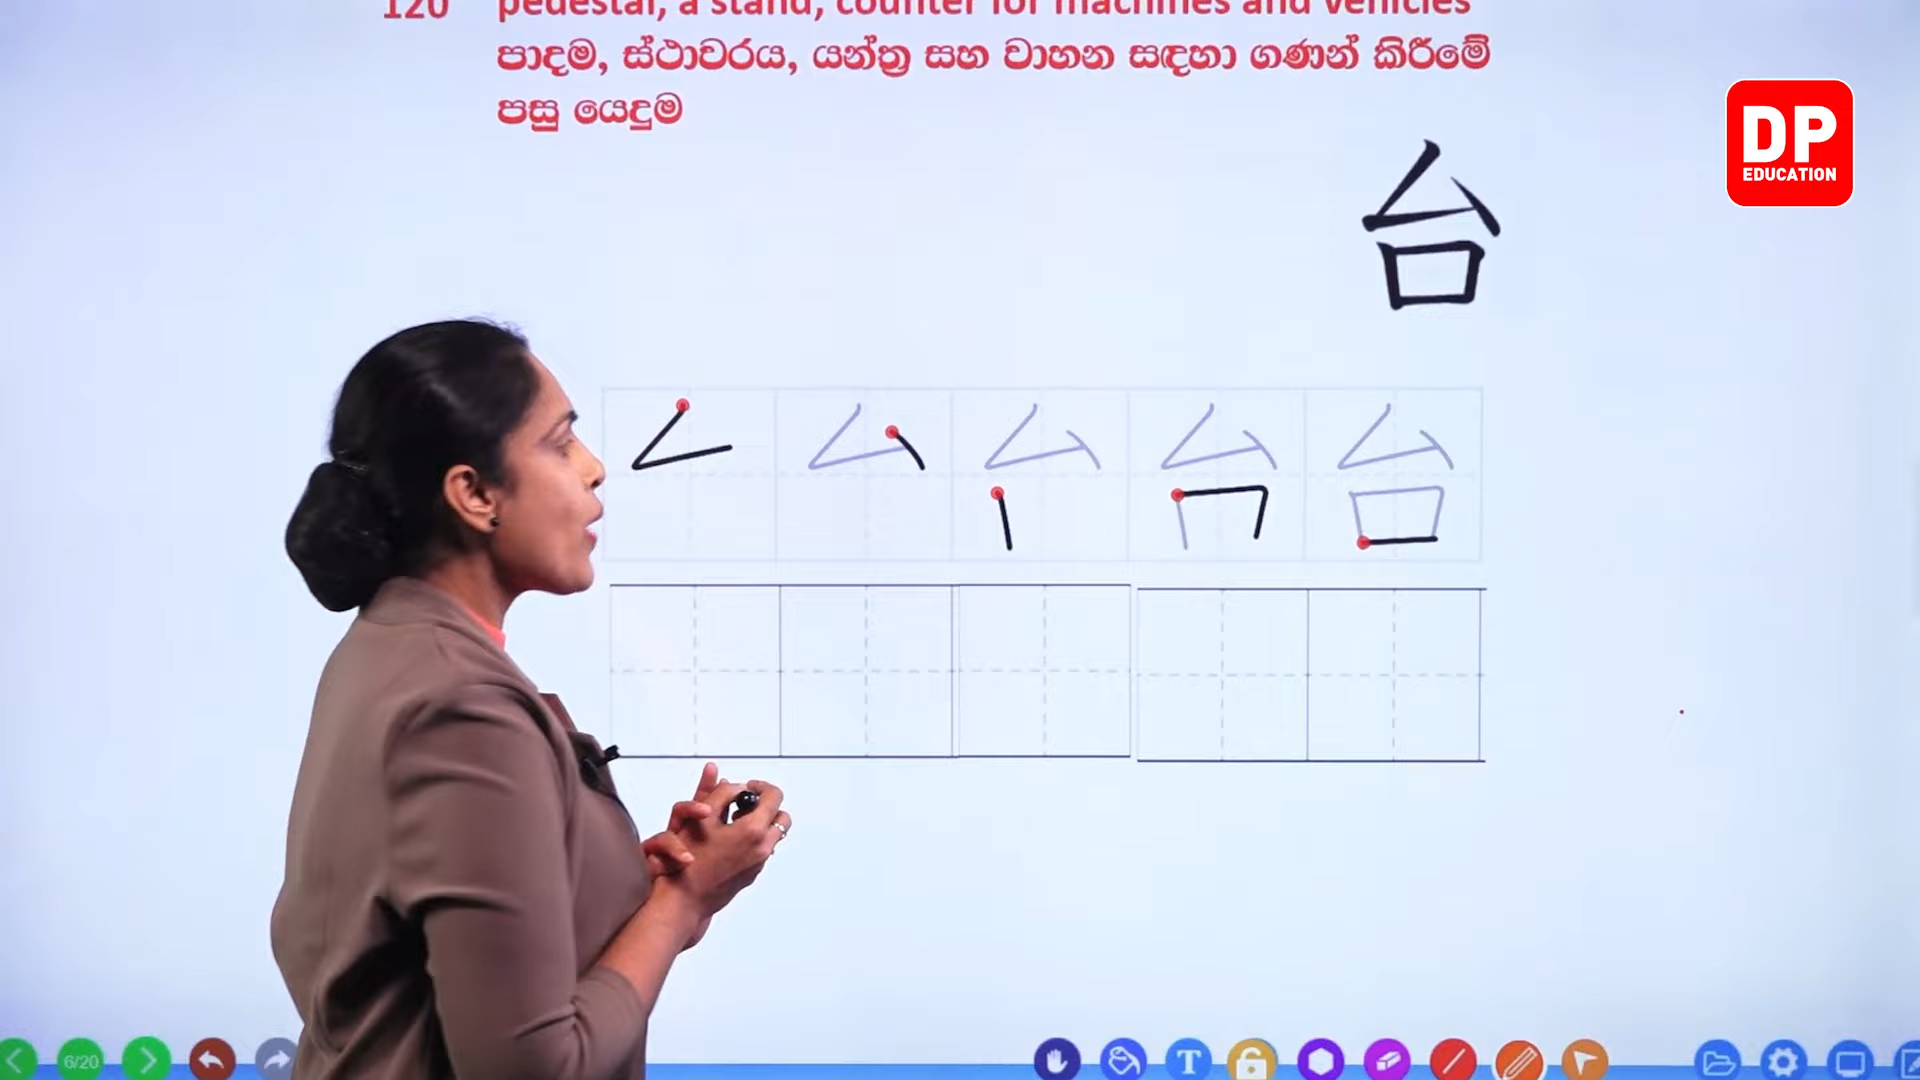 120 pedestal, a stand, counter for machines and vehicles
පාදම, ස්ථාවරය, යන්ත්‍ර සහ වාහන සඳහා ගණන් කිරීමේ
පසු යෙදුම
DP
EDUCATION
台
6/20
T